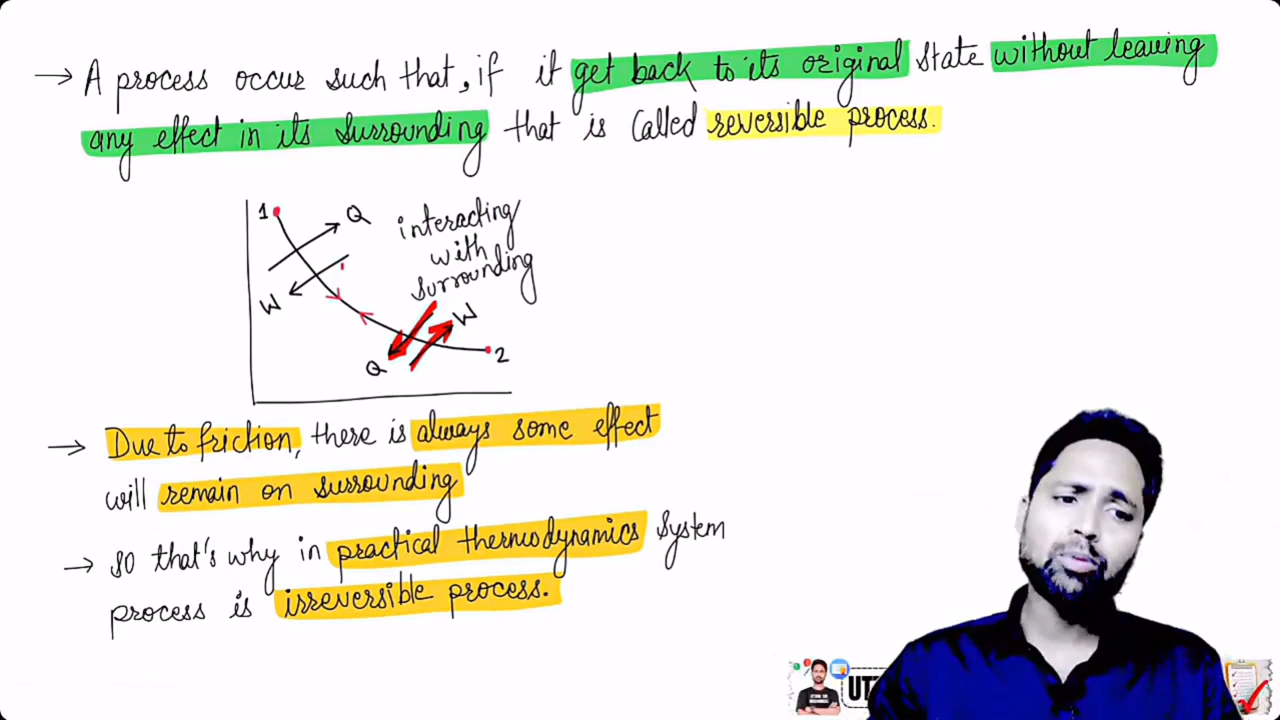 → A process occur such that, if it get back to its original state without leaving
any effect in its surrounding that is called reversible process.
1
Q
interacting
with
surrounding
W
W
Q
2
→ Due to friction, there is always some effect
will remain on surrounding
→ so that's why in practical thermodynamics system
process is irreversible process.